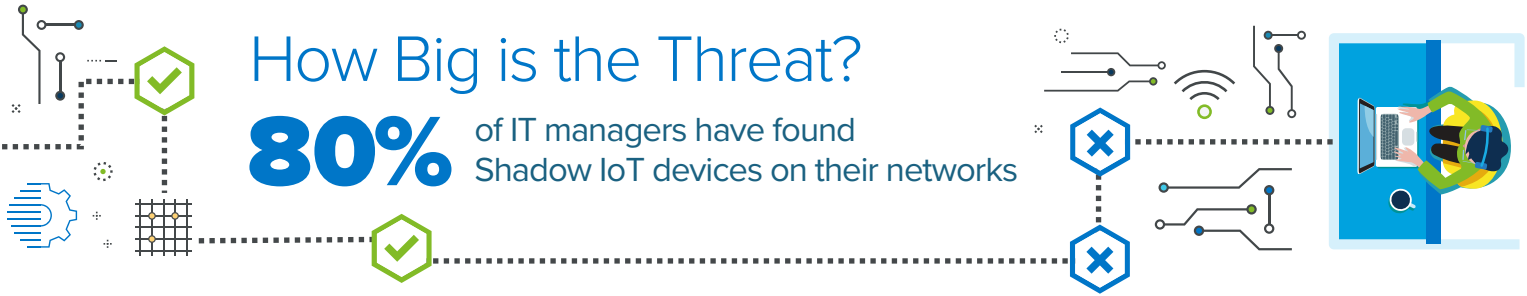 How Big is the Threat?
80%
of IT managers have found
Shadow IoT devices on their networks